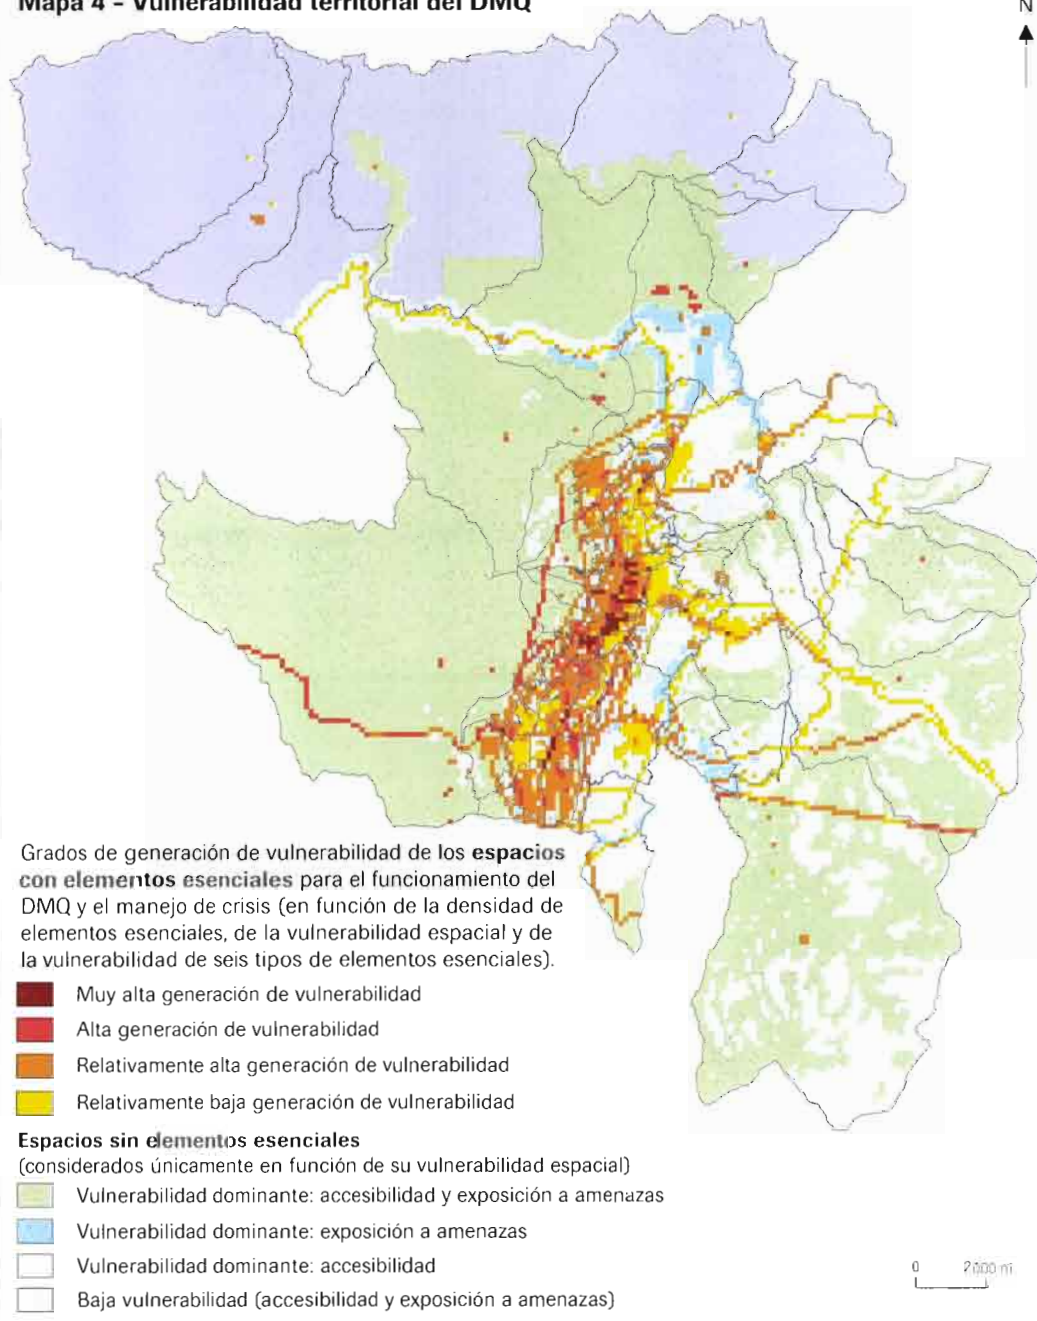 Mapa 4 – Vulnerabilidad territorial del DMQ
N
Grados de generación de vulnerabilidad de los espacios
con elementos esenciales para el funcionamiento del
DMQ y el manejo de crisis (en función de la densidad de
elementos esenciales, de la vulnerabilidad espacial y de
la vulnerabilidad de seis tipos de elementos esenciales).
Muy alta generación de vulnerabilidad
Alta generación de vulnerabilidad
Relativamente alta generación de vulnerabilidad
Relativamente baja generación de vulnerabilidad
Espacios sin elementos esenciales
(considerados únicamente en función de su vulnerabilidad espacial)
Vulnerabilidad dominante: accesibilidad y exposición a amenazas
Vulnerabilidad dominante: exposición a amenazas
Vulnerabilidad dominante: accesibilidad
Baja vulnerabilidad (accesibilidad y exposición a amenazas)
0 2000 m